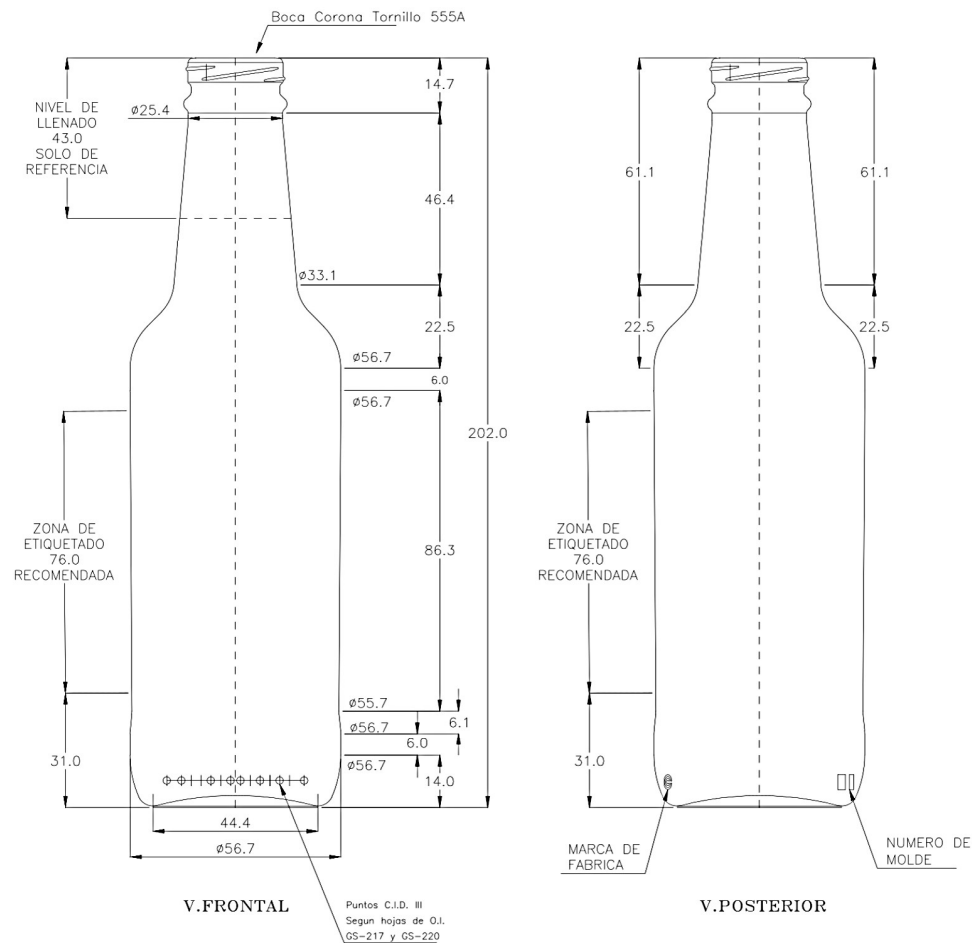 Boca Corona Tornillo 555A
NIVEL DE
LLENADO
43.0
SOLO DE
REFERENCIA
ø25.4
14.7
46.4
ø33.1
22.5
ø56.7
6.0
ø56.7
202.0
86.3
ZONA DE
ETIQUETADO
76.0
RECOMENDADA
ø55.7
6.1
ø56.7
6.0
ø56.7
14.0
31.0
44.4
ø56.7
V.FRONTAL
Puntos C.I.D. III
Segun hojas de O.I.
GS-217 y GS-220
61.1
61.1
22.5
22.5
ZONA DE
ETIQUETADO
76.0
RECOMENDADA
31.0
MARCA DE
FABRICA
NUMERO DE
MOLDE
V.POSTERIOR